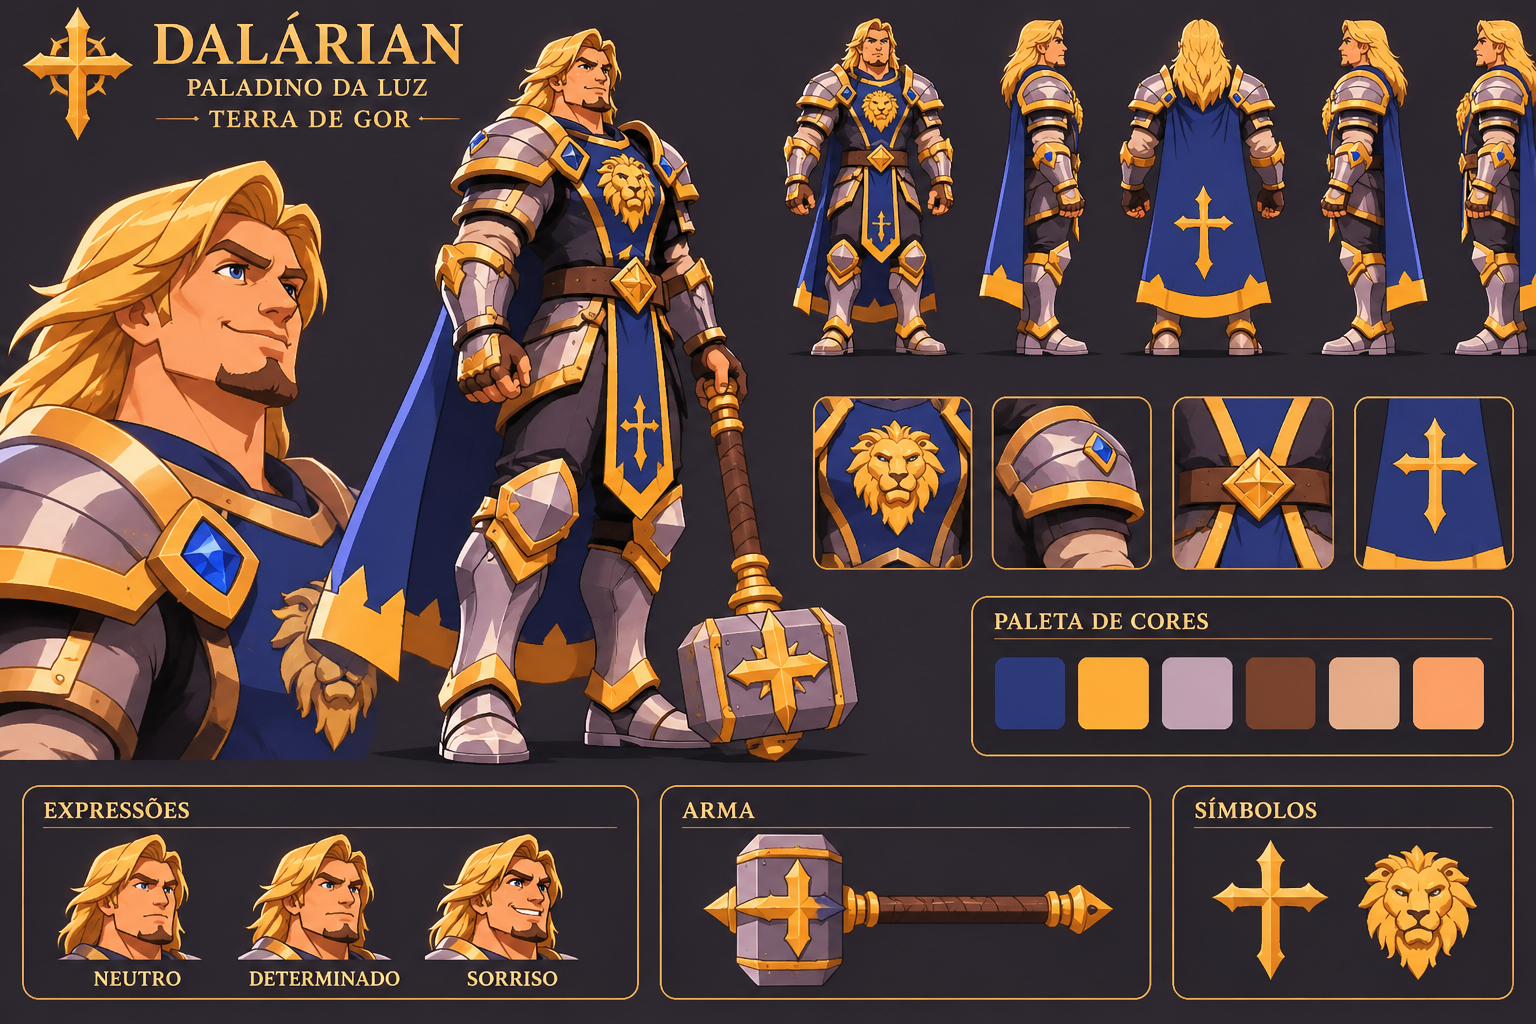 DALÁRIAN
PALADINO DA LUZ
TERRA DE GOR
PALETA DE CORES
EXPRESSÕES
NEUTRO
DETERMINADO
SORRISO
ARMA
SÍMBOLOS